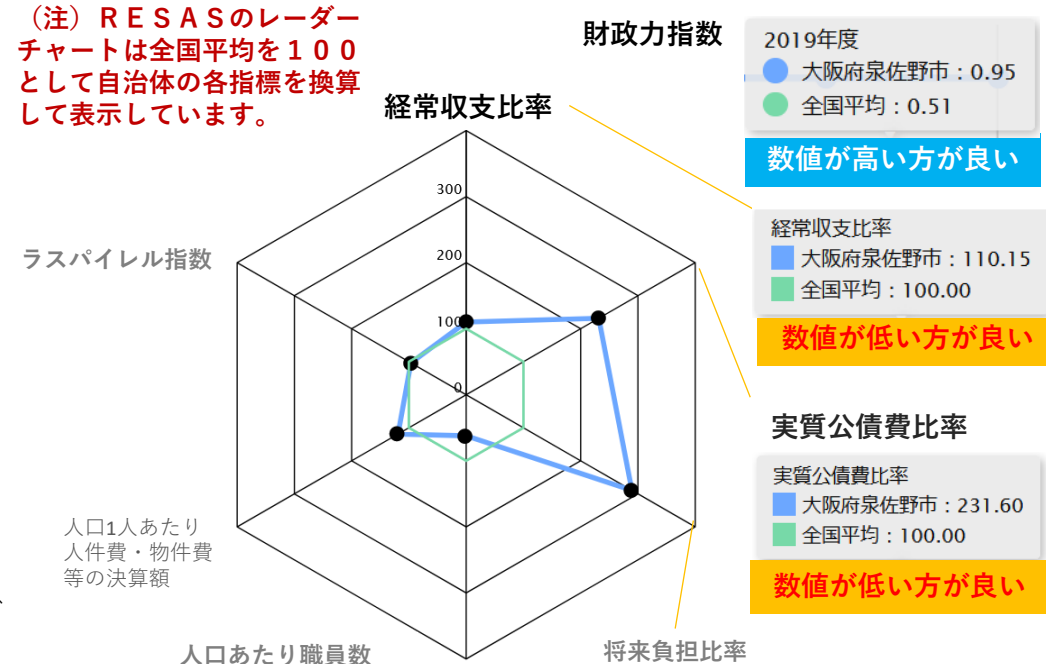 （注）ＲＥＳＡＳのレーダー
チャートは全国平均を１００
として自治体の各指標を換算
して表示しています。
財政力指数
2019年度
大阪府泉佐野市：0.95
全国平均：0.51
数値が高い方が良い
経常収支比率
300
200
100
0
経常収支比率
大阪府泉佐野市：110.15
全国平均：100.00
数値が低い方が良い
ラスパイレル指数
実質公債費比率
実質公債費比率
大阪府泉佐野市：231.60
全国平均：100.00
数値が低い方が良い
人口1人あたり
人件費・物件費
等の決算額
、
人口あたり職員数
将来負担比率